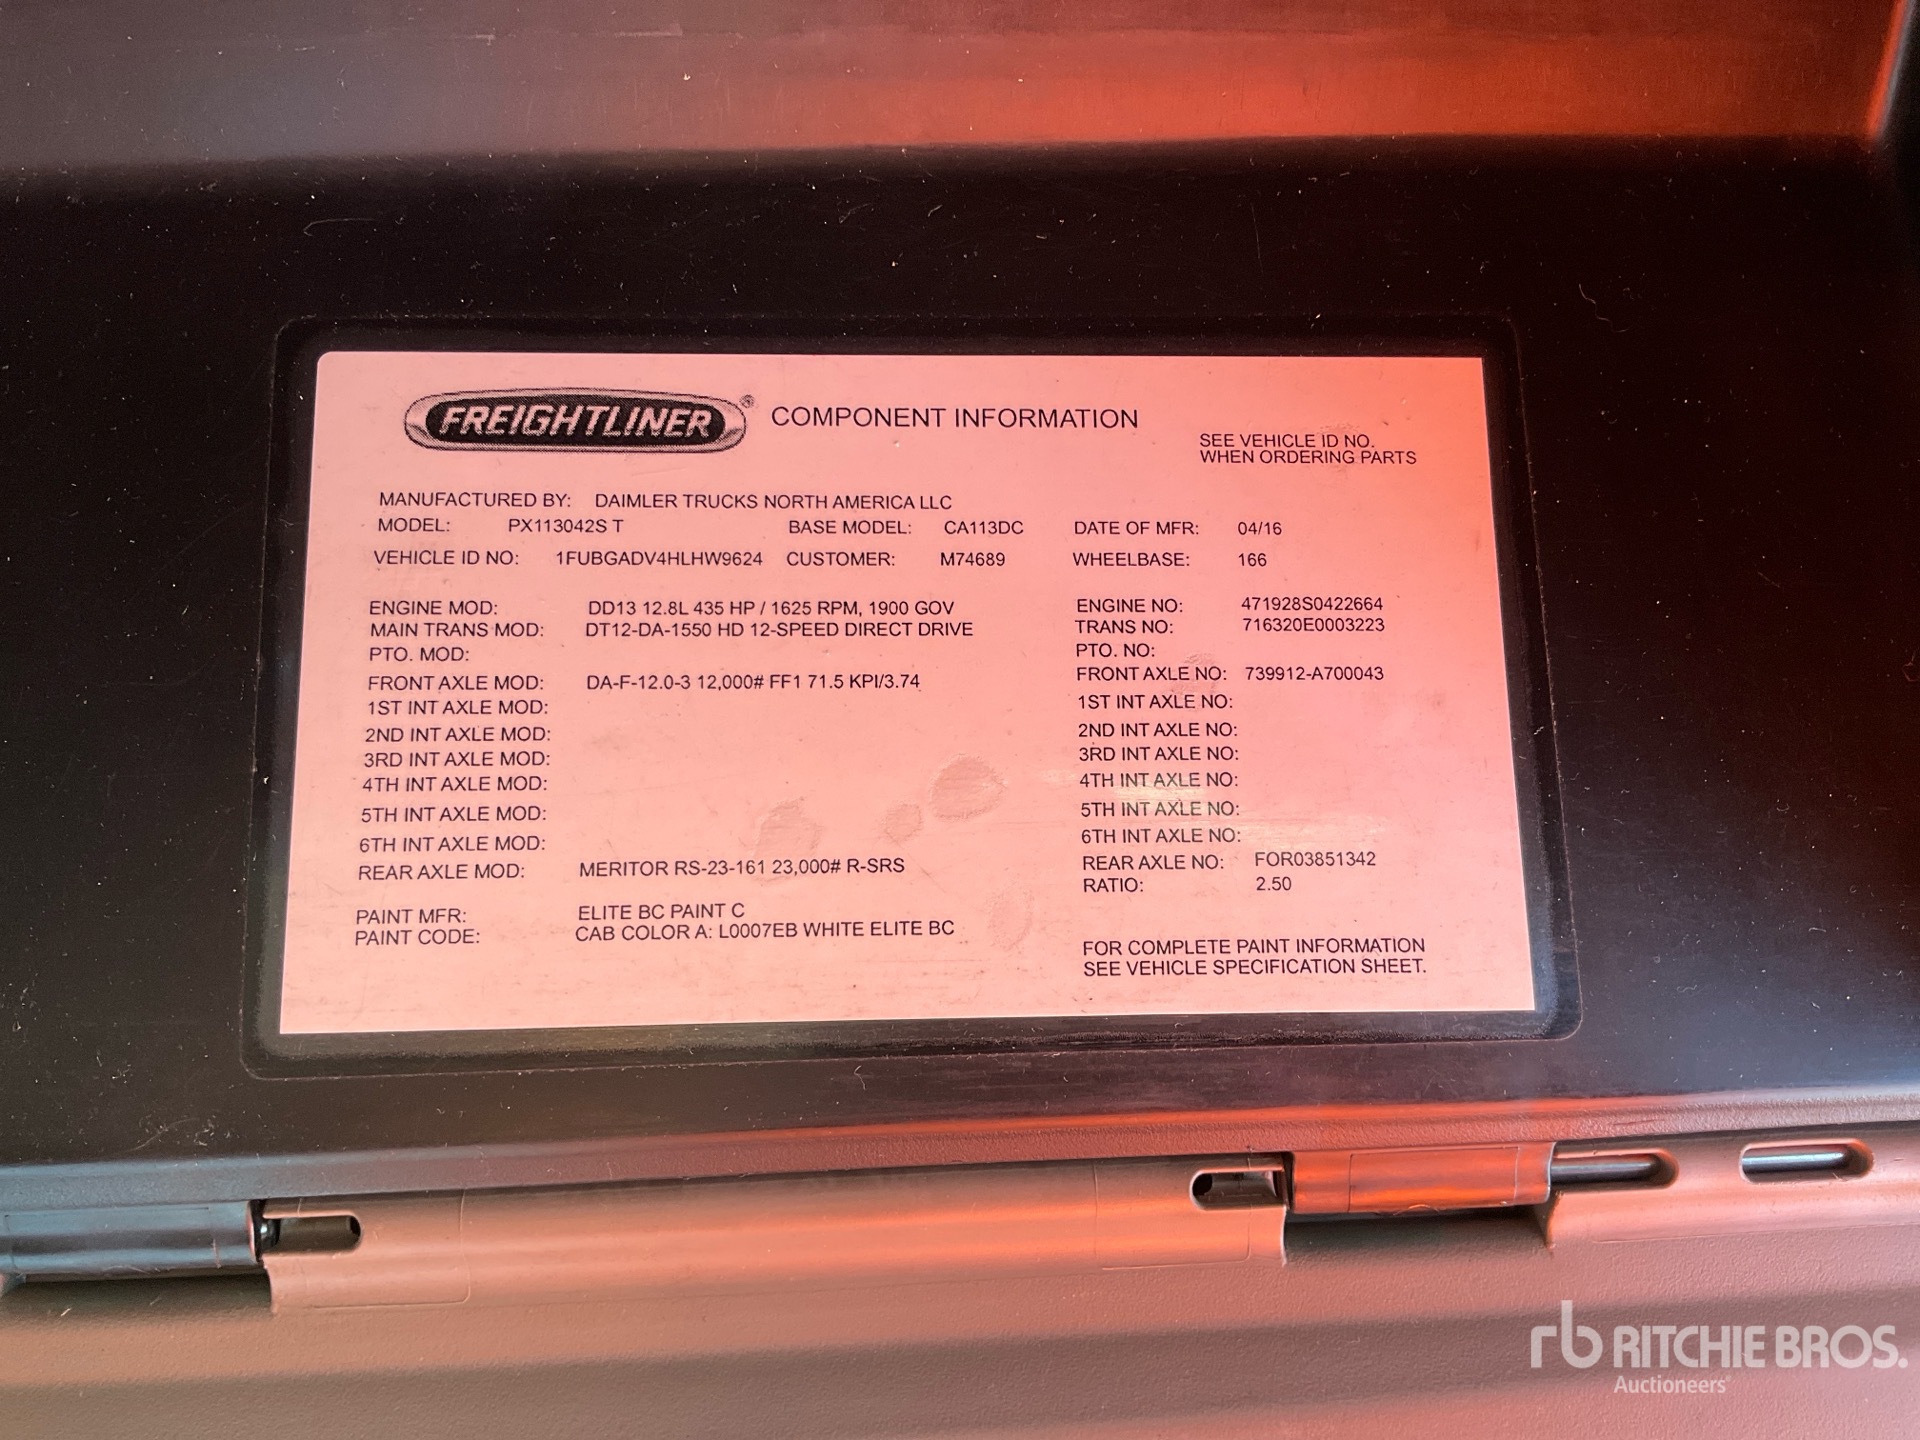 FREIGHTLINER® COMPONENT INFORMATION
SEE VEHICLE ID NO.
WHEN ORDERING PARTS
MANUFACTURED BY: DAIMLER TRUCKS NORTH AMERICA LLC
MODEL: PX113042S T BASE MODEL: CA113DC DATE OF MFR: 04/16
VEHICLE ID NO: 1FUBGADV4HLHW9624 CUSTOMER: M74689 WHEELBASE: 166
ENGINE MOD: DD13 12.8L 435 HP / 1625 RPM, 1900 GOV ENGINE NO: 471928S0422664
MAIN TRANS MOD: DT12-DA-1550 HD 12-SPEED DIRECT DRIVE TRANS NO: 716320E0003223
PTO. MOD: PTO. NO:
FRONT AXLE MOD: DA-F-12.0-3 12,000# FF1 71.5 KPI/3.74 FRONT AXLE NO: 739912-A700043
1ST INT AXLE MOD: 1ST INT AXLE NO:
2ND INT AXLE MOD: 2ND INT AXLE NO:
3RD INT AXLE MOD: 3RD INT AXLE NO:
4TH INT AXLE MOD: 4TH INT AXLE NO:
5TH INT AXLE MOD: 5TH INT AXLE NO:
6TH INT AXLE MOD: 6TH INT AXLE NO:
REAR AXLE MOD: MERITOR RS-23-161 23,000# R-SRS REAR AXLE NO: FOR03851342
RATIO: 2.50
PAINT MFR: ELITE BC PAINT C
PAINT CODE: CAB COLOR A: L0007EB WHITE ELITE BC
FOR COMPLETE PAINT INFORMATION
SEE VEHICLE SPECIFICATION SHEET.
rb RITCHIE BROS.
Auctioneers